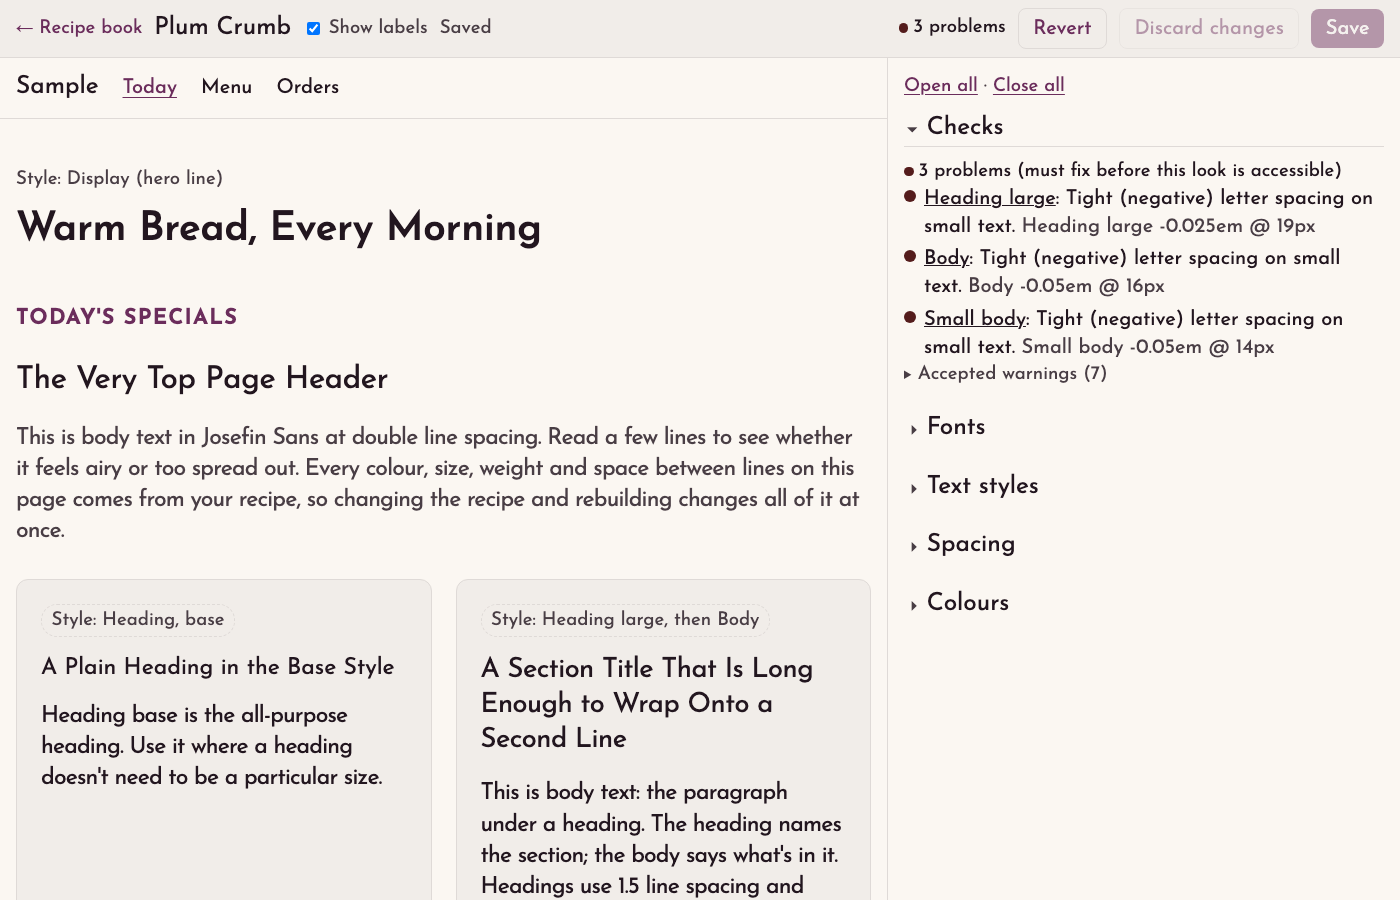 ← Recipe book Plum Crumb Show labels Saved
3 problems Revert Discard changes Save
Sample Today Menu Orders
Style: Display (hero line)
Warm Bread, Every Morning
TODAY'S SPECIALS
The Very Top Page Header
This is body text in Josefin Sans at double line spacing. Read a few lines to see whether
it feels airy or too spread out. Every colour, size, weight and space between lines on this
page comes from your recipe, so changing the recipe and rebuilding changes all of it at
once.
Style: Heading, base
A Plain Heading in the Base Style
Heading base is the all-purpose
heading. Use it where a heading
doesn't need to be a particular size.
Style: Heading large, then Body
A Section Title That Is Long
Enough to Wrap Onto a
Second Line
This is body text: the paragraph
under a heading. The heading names
the section; the body says what's in it.
Headings use 1.5 line spacing and
Open all · Close all
Checks
3 problems (must fix before this look is accessible)
Heading large: Tight (negative) letter spacing on
small text. Heading large -0.025em @ 19px
Body: Tight (negative) letter spacing on small
text. Body -0.05em @ 16px
Small body: Tight (negative) letter spacing on
small text. Small body -0.05em @ 14px
Accepted warnings (7)
Fonts
Text styles
Spacing
Colours